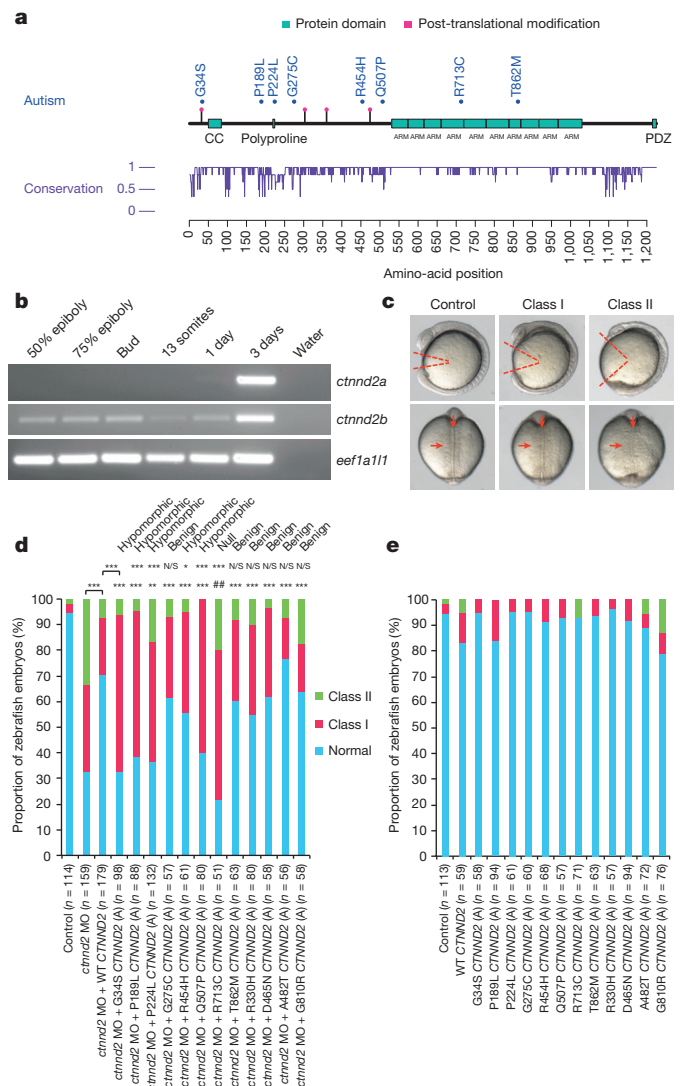 a
Protein domain
Post-translational modification
Autism
G34S
P189L
P224L
G275C
R454H
Q507P
R713C
T862M
CC
Polyproline
ARM ARM ARM ARM ARM ARM ARM ARM ARM
PDZ
Conservation
1
0.5
0
0 50 100 150 200 250 300 350 400 450 500 550 600 650 700 750 800 850 900 950 1,000 1,050 1,100 1,150 1,200
Amino-acid position
b
50% epiboly
75% epiboly
Bud
13 somites
1 day
3 days
Water
ctnnd2a
ctnnd2b
eef1a1l1
c
Control Class I Class II
d
Hypomorphic
Hypomorphic
Hypomorphic
Benign
Hypomorphic
Hypomorphic
Null
Benign
Benign
Benign
Benign
Benign
*** *** *** N/S * *** *** N/S N/S N/S N/S N/S
*** *** *** *** ** *** *** *** ## *** *** *** *** ***
Proportion of zebrafish embryos (%)
100
90
80
70
60
50
40
30
20
10
0
Class II
Class I
Normal
Control (n = 114)
ctnnd2 MO (n = 159)
ctnnd2 MO + WT CTNND2 (n = 179)
ctnnd2 MO + G34S CTNND2 (A) (n = 98)
ctnnd2 MO + P189L CTNND2 (A) (n = 88)
ctnnd2 MO + P224L CTNND2 (A) (n = 132)
ctnnd2 MO + G275C CTNND2 (A) (n = 57)
ctnnd2 MO + R454H CTNND2 (A) (n = 61)
ctnnd2 MO + Q507P CTNND2 (A) (n = 80)
ctnnd2 MO + R713C CTNND2 (A) (n = 51)
ctnnd2 MO + T862M CTNND2 (A) (n = 63)
ctnnd2 MO + R330H CTNND2 (A) (n = 80)
ctnnd2 MO + D465N CTNND2 (A) (n = 58)
ctnnd2 MO + A482T CTNND2 (A) (n = 56)
ctnnd2 MO + G810R CTNND2 (A) (n = 58)
e
Proportion of zebrafish embryos (%)
100
90
80
70
60
50
40
30
20
10
0
Control (n = 113)
WT CTNND2 (n = 59)
G34S CTNND2 (A) (n = 58)
P189L CTNND2 (A) (n = 94)
P224L CTNND2 (A) (n = 61)
G275C CTNND2 (A) (n = 60)
R454H CTNND2 (A) (n = 68)
Q507P CTNND2 (A) (n = 57)
R713C CTNND2 (A) (n = 71)
T862M CTNND2 (A) (n = 63)
R330H CTNND2 (A) (n = 57)
D465N CTNND2 (A) (n = 94)
A482T CTNND2 (A) (n = 72)
G810R CTNND2 (A) (n = 76)